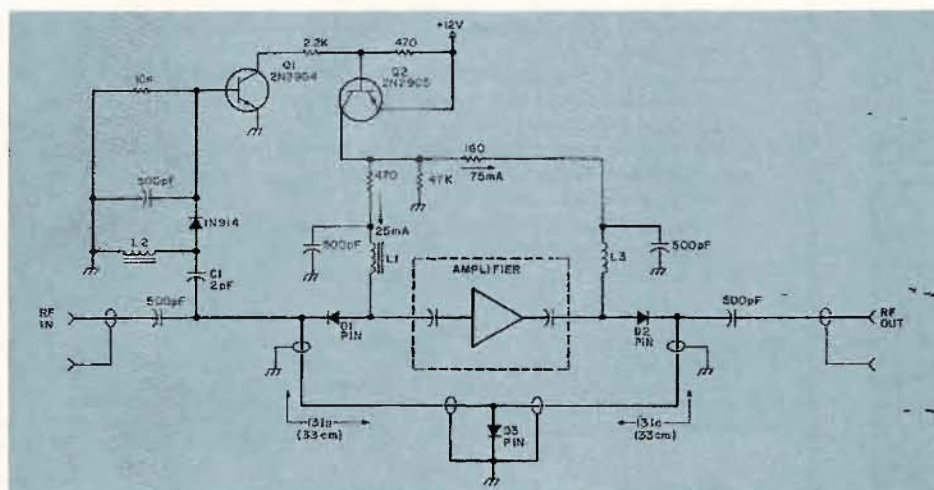 +12V
2.2K
470
Q1
2N3904
Q2
2N2905
10K
160
75mA
500pF
470
47K
1N914
25mA
L2
500pF
L1
L3
500pF
C1
2pF
AMPLIFIER
500pF
500pF
RF
IN
D1
PIN
D2
PIN
RF
OUT
(33cm)
D3
PIN
(33cm)